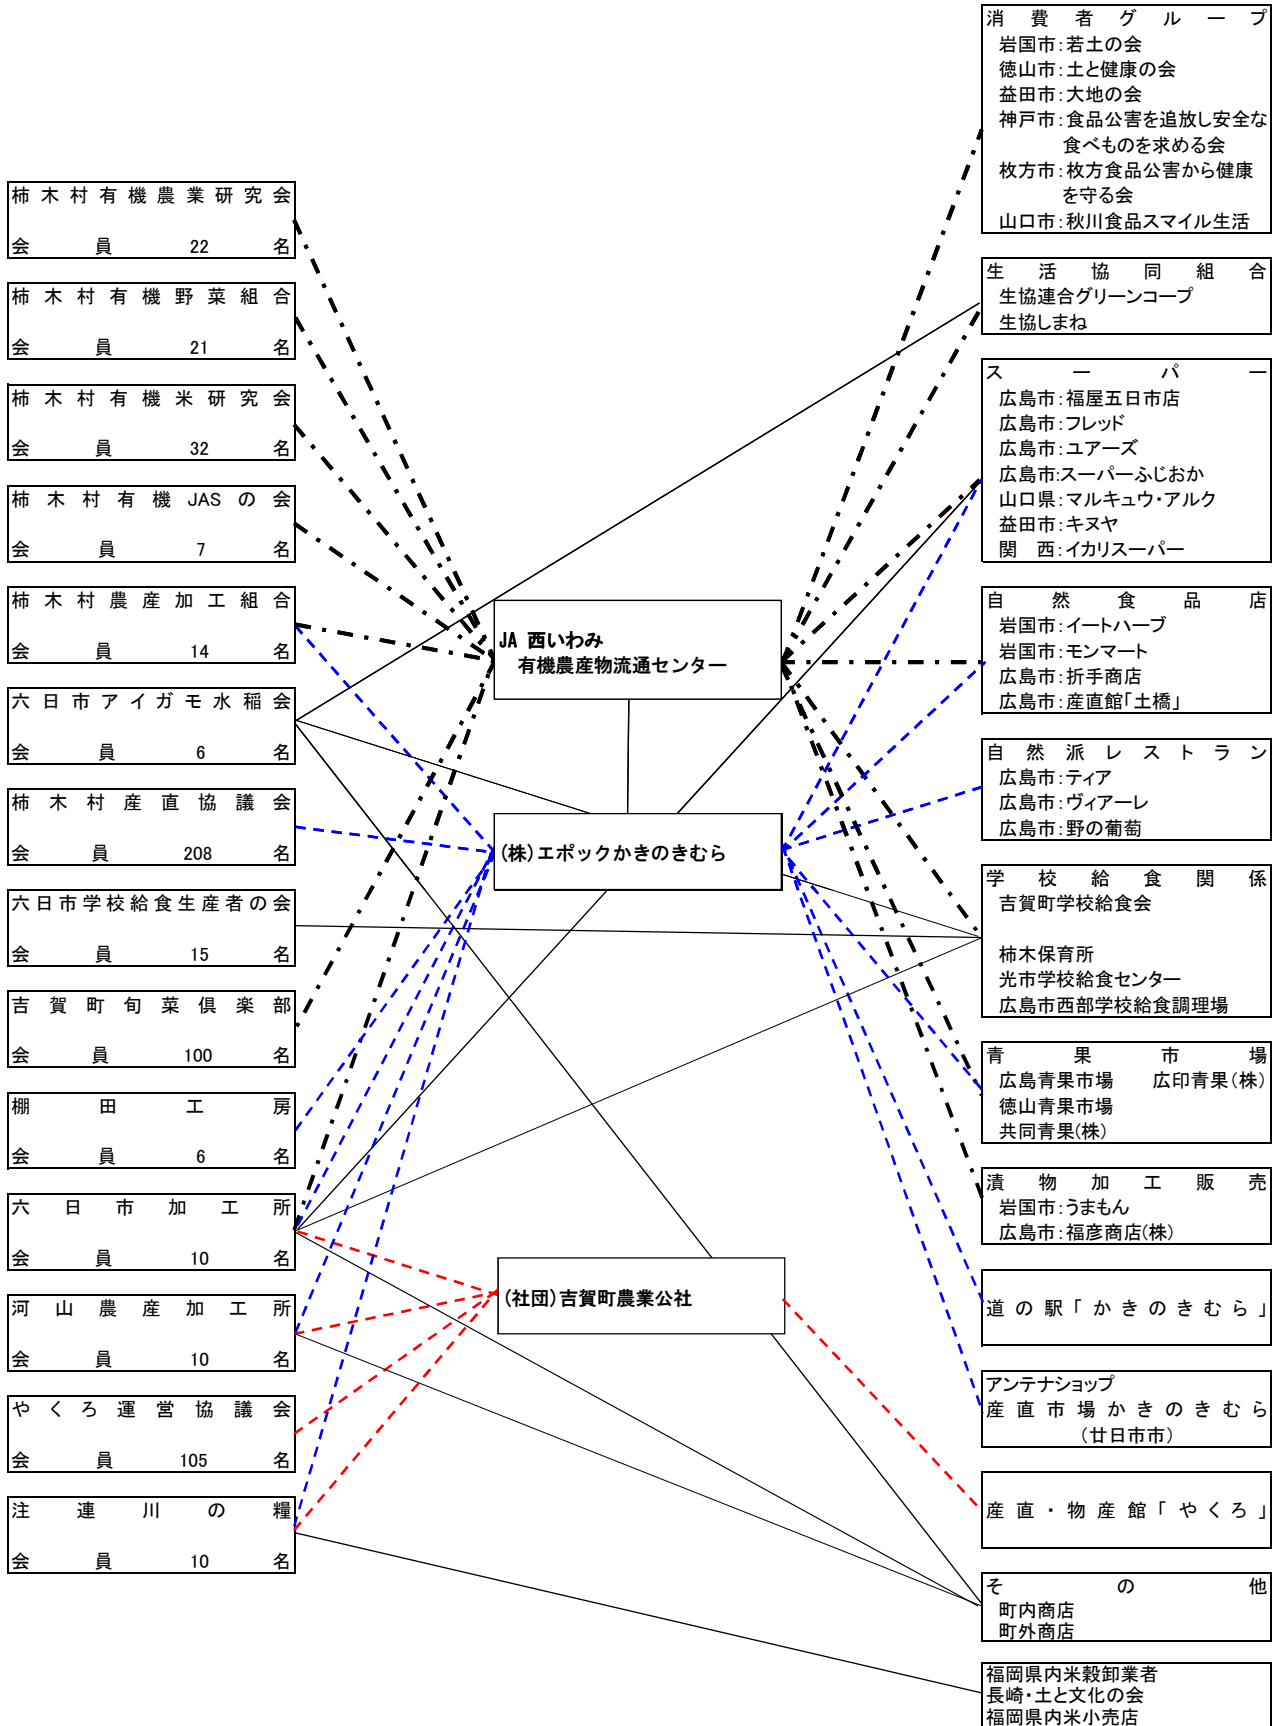 柿木村有機農業研究会
会員 22 名
柿木村有機野菜組合
会員 21 名
柿木村有機米研究会
会員 32 名
柿木村有機 JAS の会
会員 7 名
柿木村農産加工組合
会員 14 名
六日市アイガモ水稲会
会員 6 名
柿木村産直協議会
会員 208 名
六日市学校給食生産者の会
会員 15 名
吉賀町旬菜倶楽部
会員 100 名
棚田工房
会員 6 名
六日市加工所
会員 10 名
河山農産加工所
会員 10 名
やくろ運営協議会
会員 105 名
注連川の糧
会員 10 名
JA 西いわみ
有機農産物流通センター
(株)エポックかきのきむら
(社団)吉賀町農業公社
消費者グループ
岩国市:若土の会
徳山市:土と健康の会
益田市:大地の会
神戸市:食品公害を追放し安全な
食べものを求める会
枚方市:枚方食品公害から健康
を守る会
山口市:秋川食品スマイル生活
生活協同組合
生協連合グリーンコープ
生協しまね
スーパー
広島市:福屋五日市店
広島市:フレッド
広島市:ユアーズ
広島市:スーパーふじおか
山口県:マルキュウ・アルク
益田市:キヌヤ
関 西:イカリスーパー
自然食品店
岩国市:イートハーブ
岩国市:モンマート
広島市:折手商店
広島市:産直館「土橋」
自然派レストラン
広島市:ティア
広島市:ヴィアーレ
広島市:野の葡萄
学校給食関係
吉賀町学校給食会
柿木保育所
光市学校給食センター
広島市西部学校給食調理場
青果市場
広島青果市場 広印青果(株)
徳山青果市場
共同青果(株)
漬物加工販売
岩国市:うまもん
広島市:福彦商店(株)
道の駅「かきのきむら」
アンテナショップ
産直市場かきのきむら
(廿日市市)
産直・物産館「やくろ」
その他
町内商店
町外商店
福岡県内米穀卸業者
長崎・土と文化の会
福岡県内米小売店